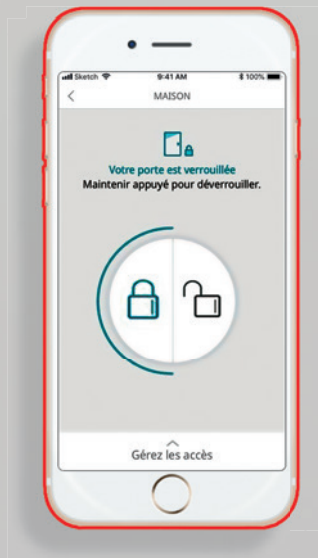 Sketch 9:41 AM 100%
MAISON
Votre porte est verrouillée
Maintenir appuyé pour déverrouiller.
Gérez les accès